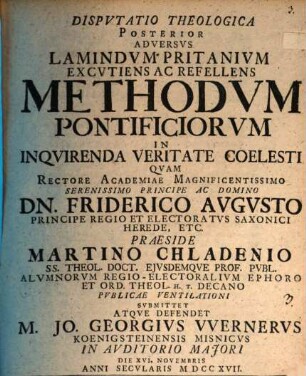 3.
DISPVTATIO THEOLOGICA
POSTERIOR
ADVERSVS
LAMINDVM PRITANIVM
EXCVTIENS AC REFELLENS
METHODVM
PONTIFICIORVM
IN
INQVIRENDA VERITATE COELESTI
QVAM
RECTORE ACADEMIAE MAGNIFICENTISSIMO
SERENISSIMO PRINCIPE AC DOMINO
DN. FRIDERICO AVGVSTO
PRINCIPE REGIO ET ELECTORATVS SAXONICI
HEREDE, ETC.
PRAESIDE
MARTINO CHLADENIO
SS. THEOL. DOCT. EJVSDEMQVE PROF. PVBL.
ALVMNORVM REGIO-ELECTORALIVM EPHORO
ET ORD. THEOL. H. T. DECANO
PVBLICAE VENTILATIONI
SVBMITTET
ATQVE DEFENDET
M. JO. GEORGIVS VVERNERVS
KOENIGSTEINENSIS MISNICVS
IN AVDITORIO MAJORI
DIE XVI. NOVEMBRIS
ANNI SECVLARIS MDCCXVII.